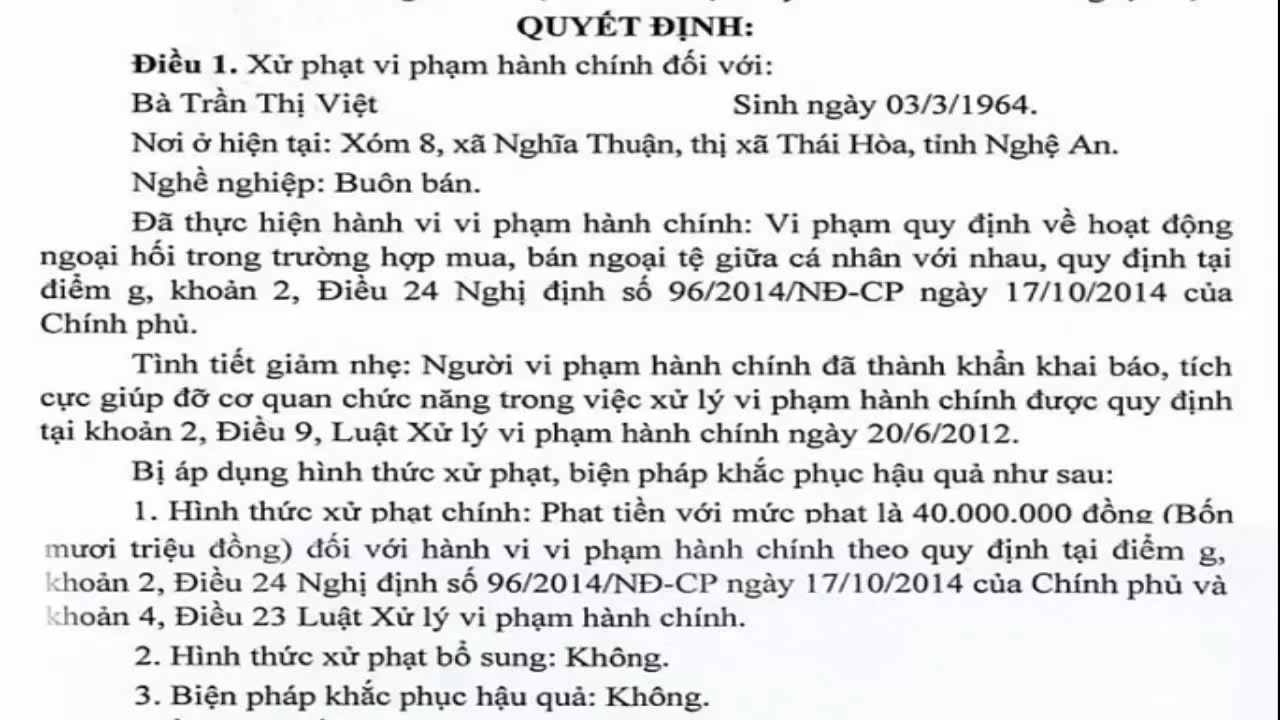 QUYẾT ĐỊNH:
Điều 1. Xử phạt vi phạm hành chính đối với:
Bà Trần Thị Việt Sinh ngày 03/3/1964.
Nơi ở hiện tại: Xóm 8, xã Nghĩa Thuận, thị xã Thái Hòa, tỉnh Nghệ An.
Nghề nghiệp: Buôn bán.
Đã thực hiện hành vi vi phạm hành chính: Vi phạm quy định về hoạt động
ngoại hối trong trường hợp mua, bán ngoại tệ giữa cá nhân với nhau, quy định tại
điểm g, khoản 2, Điều 24 Nghị định số 96/2014/NĐ-CP ngày 17/10/2014 của
Chính phủ.
Tình tiết giảm nhẹ: Người vi phạm hành chính đã thành khẩn khai báo, tích
cực giúp đỡ cơ quan chức năng trong việc xử lý vi phạm hành chính được quy định
tại khoản 2, Điều 9, Luật Xử lý vi phạm hành chính ngày 20/6/2012.
Bị áp dụng hình thức xử phạt, biện pháp khắc phục hậu quả như sau:
1. Hình thức xử phạt chính: Phạt tiền với mức phạt là 40.000.000 đồng (Bốn
mươi triệu đồng) đối với hành vi vi phạm hành chính theo quy định tại điểm g,
khoản 2, Điều 24 Nghị định số 96/2014/NĐ-CP ngày 17/10/2014 của Chính phủ và
khoản 4, Điều 23 Luật Xử lý vi phạm hành chính.
2. Hình thức xử phạt bổ sung: Không.
3. Biện pháp khắc phục hậu quả: Không.